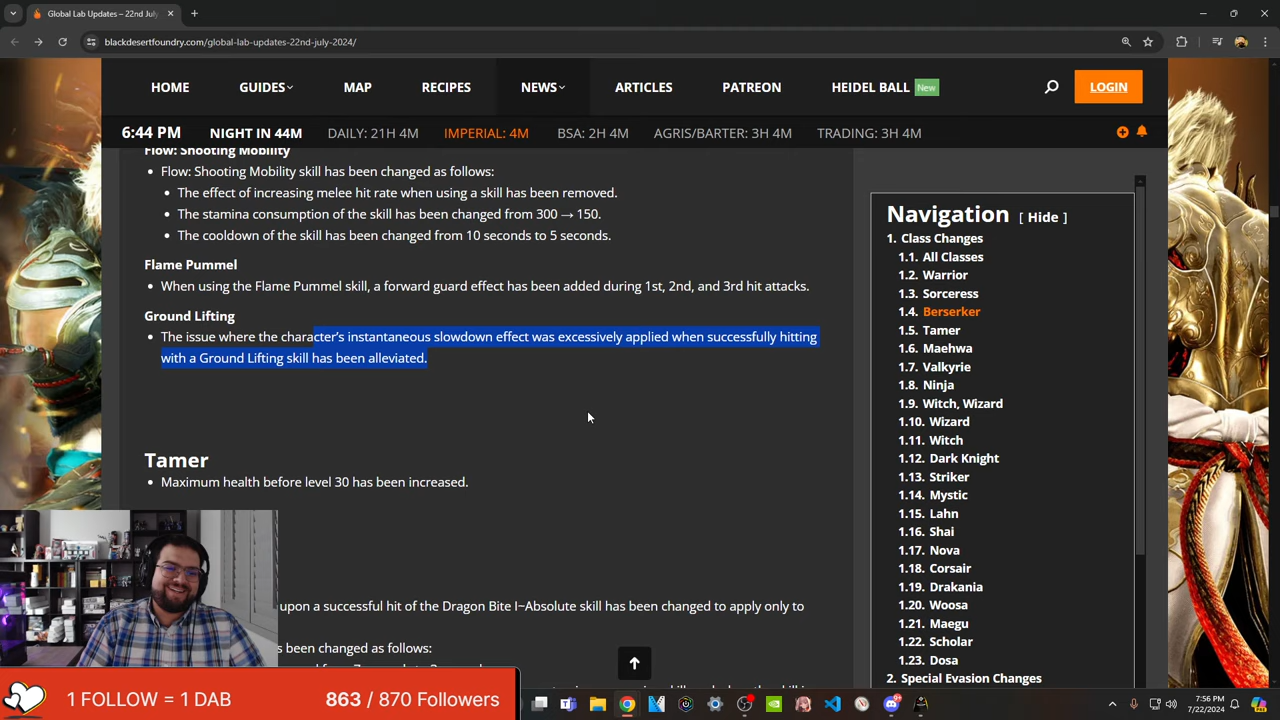 Global Lab Updates – 22nd July
blackdesertfoundry.com/global-lab-updates-22nd-july-2024/
HOME GUIDES MAP RECIPES NEWS ARTICLES PATREON HEIDEL BALL New LOGIN
6:44 PM NIGHT IN 44M DAILY: 21H 4M IMPERIAL: 4M BSA: 2H 4M AGRIS/BARTER: 3H 4M TRADING: 3H 4M
Flow: Shooting Mobility
• Flow: Shooting Mobility skill has been changed as follows:
• The effect of increasing melee hit rate when using a skill has been removed.
• The stamina consumption of the skill has been changed from 300 → 150.
• The cooldown of the skill has been changed from 10 seconds to 5 seconds.
Flame Pummel
• When using the Flame Pummel skill, a forward guard effect has been added during 1st, 2nd, and 3rd hit attacks.
Ground Lifting
• The issue where the character's instantaneous slowdown effect was excessively applied when successfully hitting
with a Ground Lifting skill has been alleviated.
Tamer
• Maximum health before level 30 has been increased.
upon a successful hit of the Dragon Bite I–Absolute skill has been changed to apply only to
s been changed as follows:
Navigation [ Hide ]
1. Class Changes
1.1. All Classes
1.2. Warrior
1.3. Sorceress
1.4. Berserker
1.5. Tamer
1.6. Maehwa
1.7. Valkyrie
1.8. Ninja
1.9. Witch, Wizard
1.10. Wizard
1.11. Witch
1.12. Dark Knight
1.13. Striker
1.14. Mystic
1.15. Lahn
1.16. Shai
1.17. Nova
1.18. Corsair
1.19. Drakania
1.20. Woosa
1.21. Maegu
1.22. Scholar
1.23. Dosa
2. Special Evasion Changes
1 FOLLOW = 1 DAB 863 / 870 Followers
7:56 PM
7/22/2024